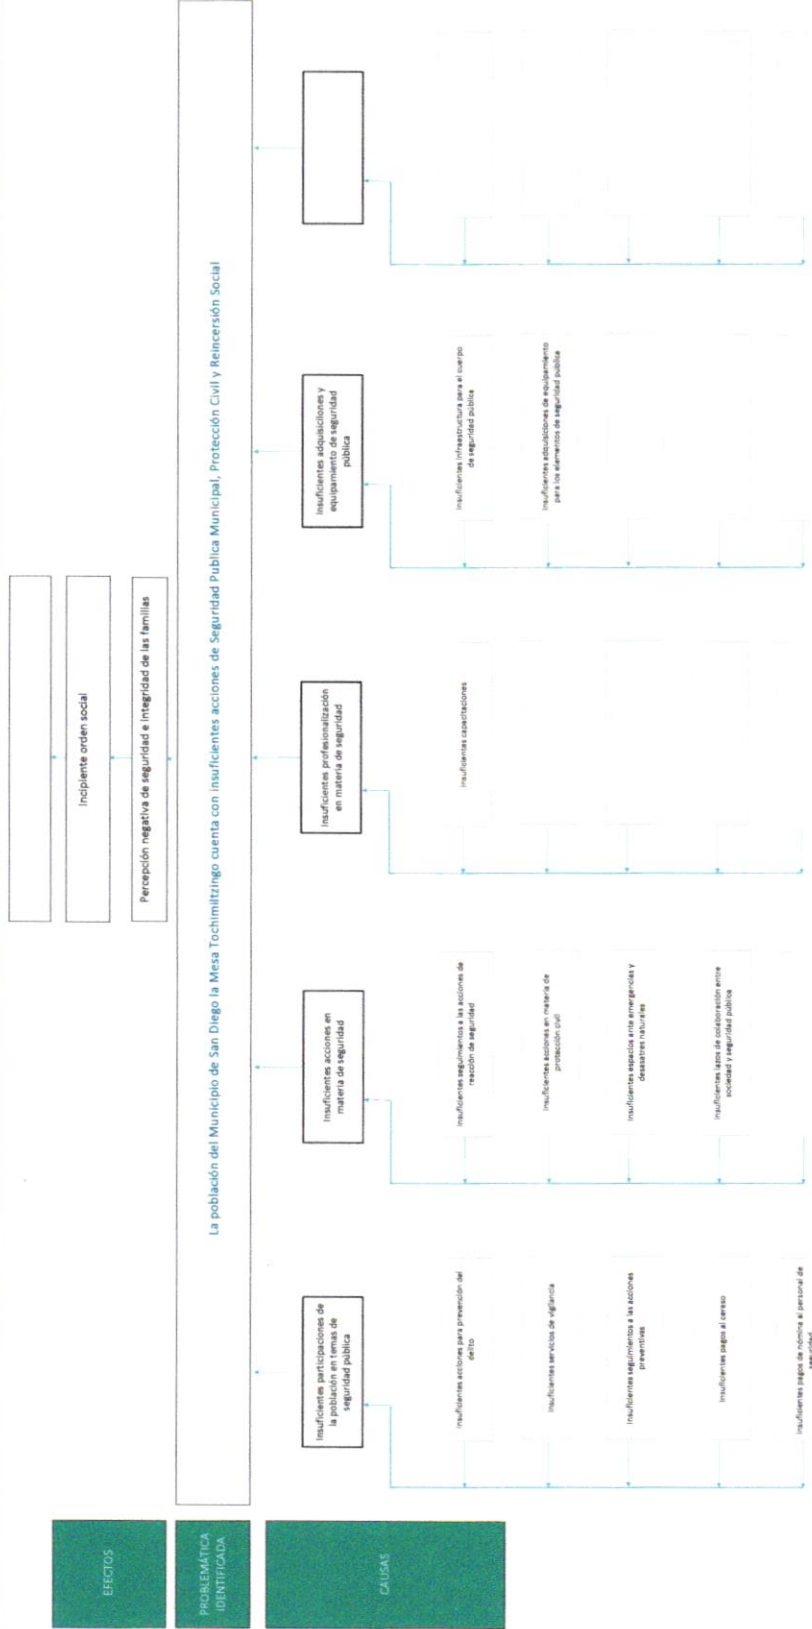 EFECTOS
Incipiente orden social
Percepción negativa de seguridad e integridad de las familias
PROBLEMÁTICA
IDENTIFICADA
La población del Municipio de San Diego la Mesa Tochimiltzingo cuenta con insuficientes acciones de Seguridad Publica Municipal, Protección Civil y Reincersión Social
CAUSAS
Insuficientes participaciones de
la población en temas de
seguridad pública
Insuficientes acciones en
materia de seguridad
Insuficientes profesionalización
en materia de seguridad
Insuficientes adquisiciiones y
equipamiento de seguridad
pública
Insuficientes acciones para prevención del
delito
Insuficientes servicios de vigilancia
Insuficientes seguimientos a las acciones
preventivas
Insuficientes pagos al cereso
Insuficientes pagos de nómina al personal de
seguridad
Insuficientes seguimientos a las acciones de
reacción de seguridad
Insuficientes acciones en materia de
protección civil
Insuficientes espacios ante emergencias y
desasatres naturales
Insuficientes lazos de colaboración entre
sociedad y seguridad pública
Insuficientes capacitaciones
Insuficientes infraestructura para el cuerpo
de seguridad pública
Insuficientes adquisiciones de equipamiento
para los elementos de seguridad pública